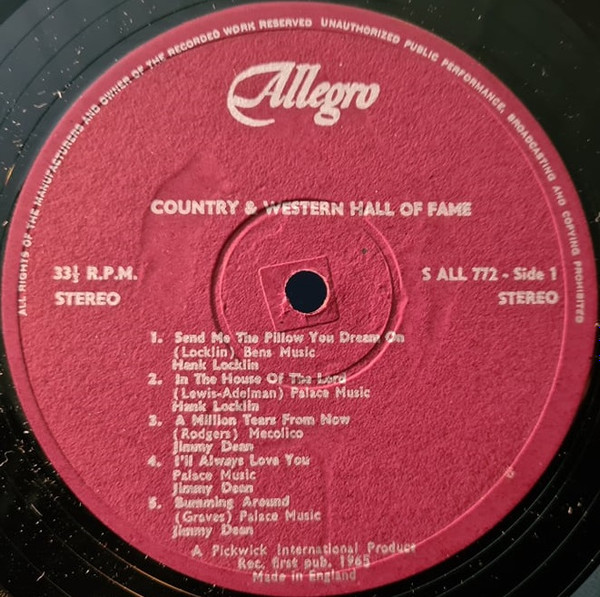 ALL RIGHTS OF THE MANUFACTURERS AND OWNER OF THE RECORDED WORK RESERVED UNAUTHORIZED PUBLIC PERFORMANCE, BROADCASTING AND COPYING PROHIBITED
Allegro
COUNTRY & WESTERN HALL OF FAME
33⅓ R.P.M.
STEREO
S ALL 772 - Side 1
STEREO
1. Send Me The Pillow You Dream On
(Locklin) Bens Music
Hank Locklin
2. In The House Of The Lord
(Lewis-Adelman) Palace Music
Hank Locklin
3. A Million Tears From Now
(Rodgers) Mecolico
Jimmy Dean
4. I'll Always Love You
Palace Music
Jimmy Dean
5. Bumming Around
(Graves) Palace Music
Jimmy Dean
A Pickwick International Product
Rec. first pub. 1965
Made in England